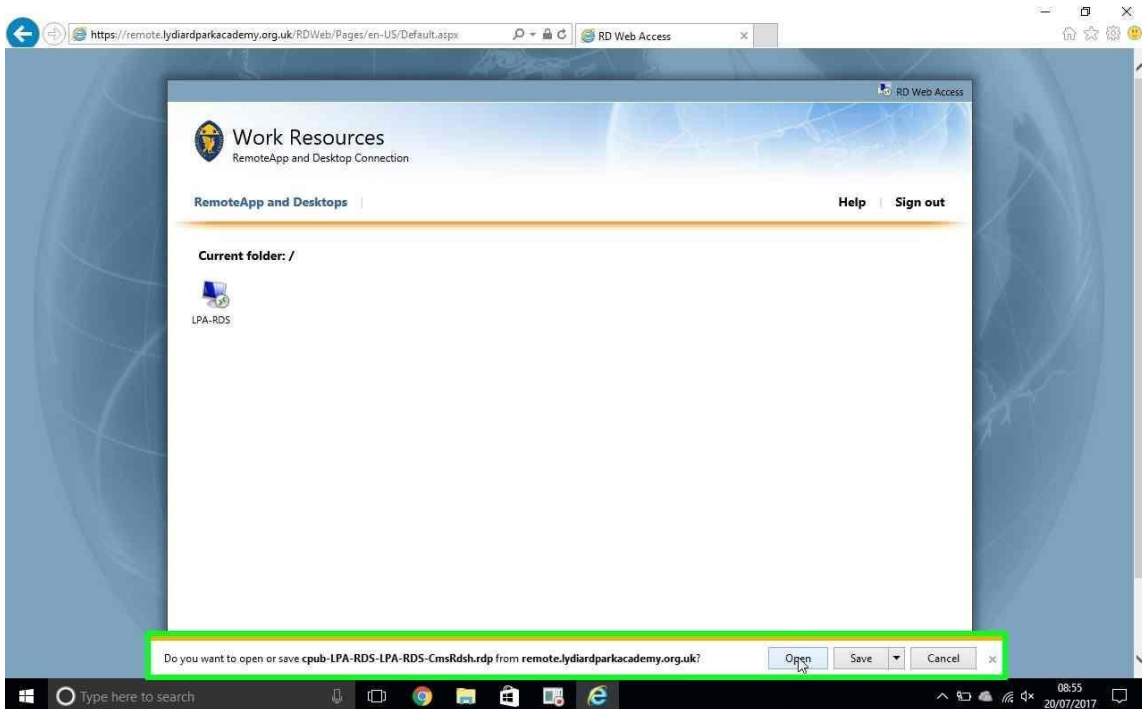 https://remote.lydiardparkacademy.org.uk/RDWeb/Pages/en-US/Default.aspx
RD Web Access
RD Web Access
Work Resources
RemoteApp and Desktop Connection
RemoteApp and Desktops
Help
Sign out
Current folder: /
LPA-RDS
Do you want to open or save cpub-LPA-RDS-LPA-RDS-CmsRdsh.rdp from remote.lydiardparkacademy.org.uk?
Open
Save
Cancel
Type here to search
08:55
20/07/2017